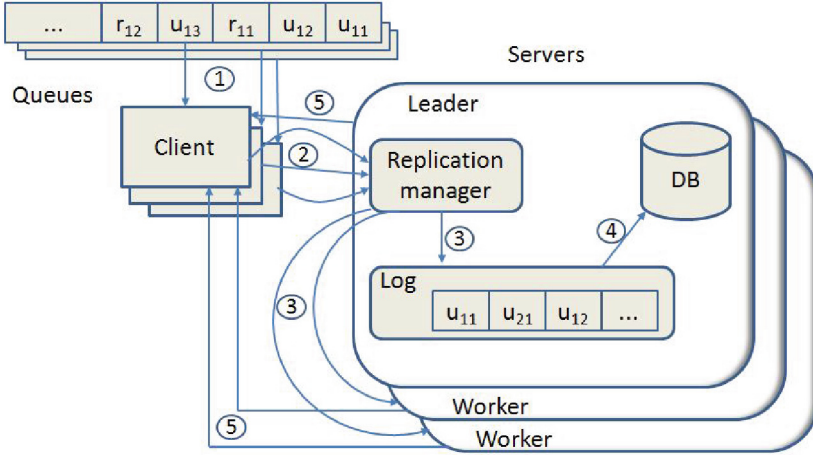 ... r₁₂ u₁₃ r₁₁ u₁₂ u₁₁
Servers
Queues
①
⑤
Leader
Client
②
Replication
manager
DB
③
④
Log
③
u₁₁ u₂₁ u₁₂ ...
Worker
⑤
Worker